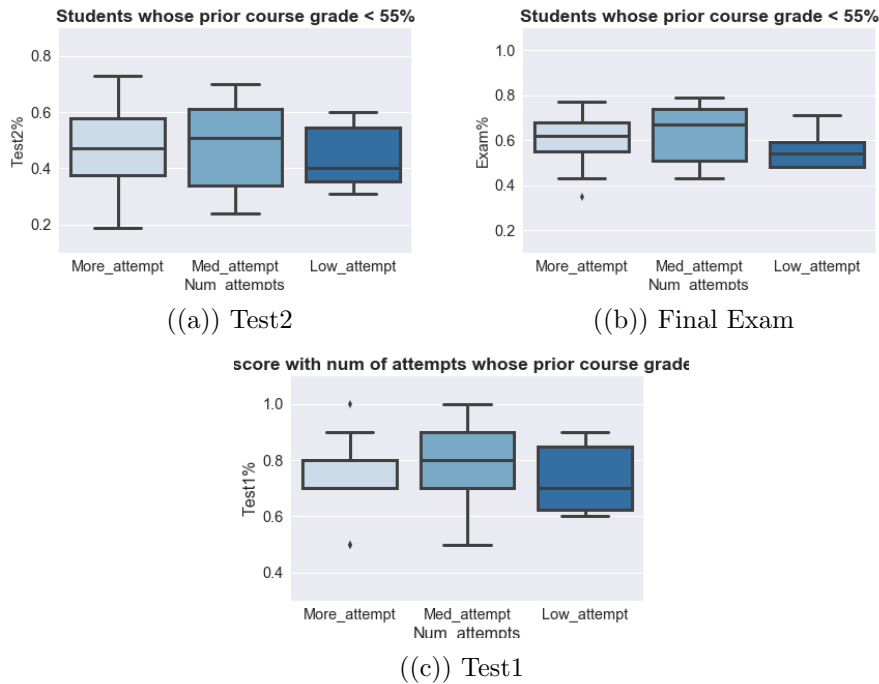 Students whose prior course grade < 55%
0.8
0.6
0.4
0.2
Test2%
More_attempt Med_attempt Low_attempt
Num_attempts
((a)) Test2
Students whose prior course grade < 55%
1.0
0.8
0.6
0.4
0.2
Exam%
More_attempt Med_attempt Low_attempt
Num_attempts
((b)) Final Exam
score with num of attempts whose prior course grade
1.0
0.8
0.6
0.4
Test1%
More_attempt Med_attempt Low_attempt
Num_attempts
((c)) Test1